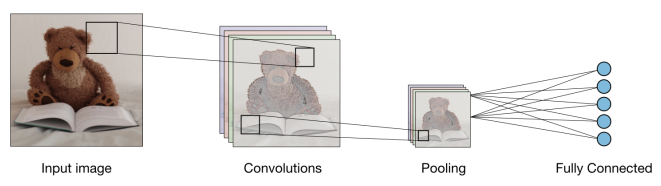 Input image
Convolutions
Pooling
Fully Connected